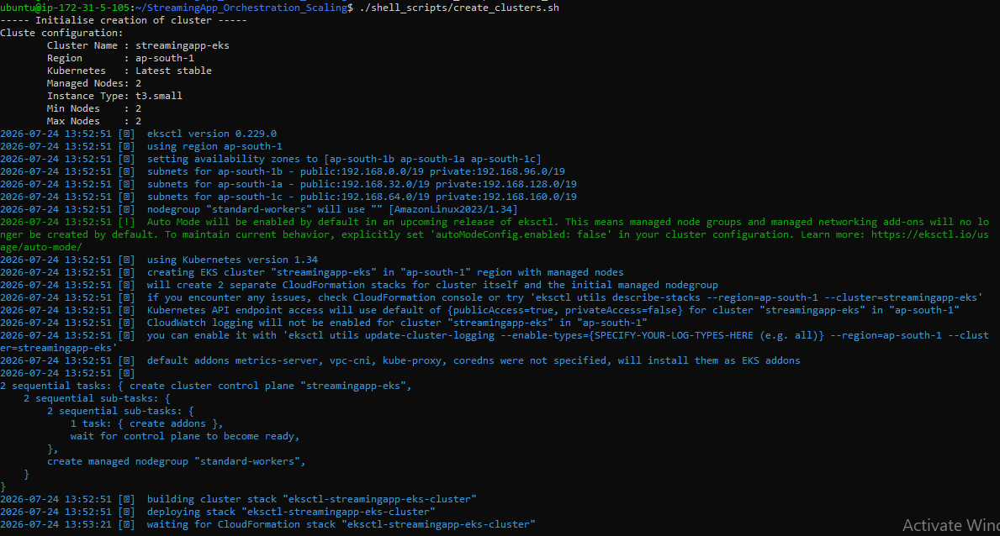 ubuntu@ip-172-31-5-105:~/StreamingApp_Orchestration_Scaling$ ./shell_scripts/create_clusters.sh
----- Initialise creation of cluster -----
Cluste configuration:
        Cluster Name : streamingapp-eks
        Region       : ap-south-1
        Kubernetes   : Latest stable
        Managed Nodes: 2
        Instance Type: t3.small
        Min Nodes    : 2
        Max Nodes    : 2
2026-07-24 13:52:51 [ ]  eksctl version 0.229.0
2026-07-24 13:52:51 [ ]  using region ap-south-1
2026-07-24 13:52:51 [ ]  setting availability zones to [ap-south-1b ap-south-1a ap-south-1c]
2026-07-24 13:52:51 [ ]  subnets for ap-south-1b - public:192.168.0.0/19 private:192.168.96.0/19
2026-07-24 13:52:51 [ ]  subnets for ap-south-1a - public:192.168.32.0/19 private:192.168.128.0/19
2026-07-24 13:52:51 [ ]  subnets for ap-south-1c - public:192.168.64.0/19 private:192.168.160.0/19
2026-07-24 13:52:51 [ ]  nodegroup "standard-workers" will use "" [AmazonLinux2023/1.34]
2026-07-24 13:52:51 [!]  Auto Mode will be enabled by default in an upcoming release of eksctl. This means managed node groups and managed networking add-ons will no lo
nger be created by default. To maintain current behavior, explicitly set 'autoModeConfig.enabled: false' in your cluster configuration. Learn more: https://eksctl.io/us
age/auto-mode/
2026-07-24 13:52:51 [ ]  using Kubernetes version 1.34
2026-07-24 13:52:51 [ ]  creating EKS cluster "streamingapp-eks" in "ap-south-1" region with managed nodes
2026-07-24 13:52:51 [ ]  will create 2 separate CloudFormation stacks for cluster itself and the initial managed nodegroup
2026-07-24 13:52:51 [ ]  if you encounter any issues, check CloudFormation console or try 'eksctl utils describe-stacks --region=ap-south-1 --cluster=streamingapp-eks'
2026-07-24 13:52:51 [ ]  Kubernetes API endpoint access will use default of {publicAccess=true, privateAccess=false} for cluster "streamingapp-eks" in "ap-south-1"
2026-07-24 13:52:51 [ ]  CloudWatch logging will not be enabled for cluster "streamingapp-eks" in "ap-south-1"
2026-07-24 13:52:51 [ ]  you can enable it with 'eksctl utils update-cluster-logging --enable-types={SPECIFY-YOUR-LOG-TYPES-HERE (e.g. all)} --region=ap-south-1 --clust
er=streamingapp-eks'
2026-07-24 13:52:51 [ ]  default addons metrics-server, vpc-cni, kube-proxy, coredns were not specified, will install them as EKS addons
2026-07-24 13:52:51 [ ]
2 sequential tasks: { create cluster control plane "streamingapp-eks",
    2 sequential sub-tasks: {
        2 sequential sub-tasks: {
            1 task: { create addons },
            wait for control plane to become ready,
        },
        create managed nodegroup "standard-workers",
    }
}
2026-07-24 13:52:51 [ ]  building cluster stack "eksctl-streamingapp-eks-cluster"
2026-07-24 13:52:51 [ ]  deploying stack "eksctl-streamingapp-eks-cluster"
2026-07-24 13:53:21 [ ]  waiting for CloudFormation stack "eksctl-streamingapp-eks-cluster"
Activate Wind